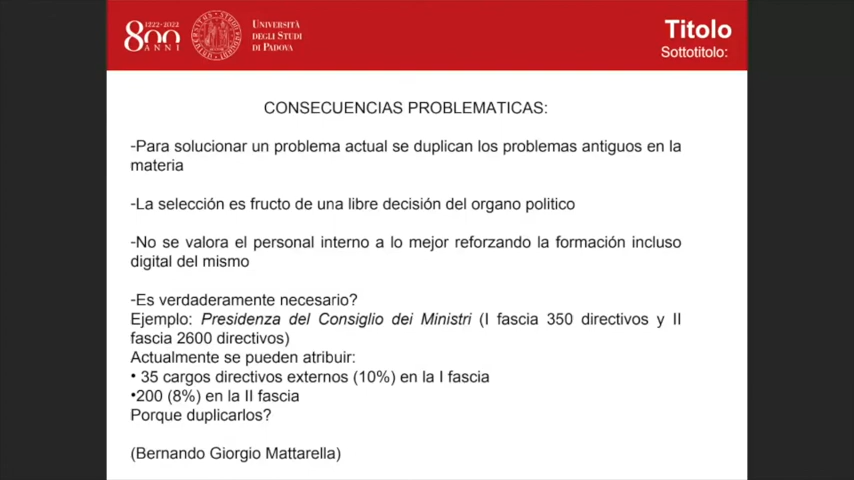 1222-2022
800
ANNI
UNIVERSITÀ
DEGLI STUDI
DI PADOVA
Titolo
Sottotitolo:
CONSECUENCIAS PROBLEMATICAS:
-Para solucionar un problema actual se duplican los problemas antiguos en la
materia
-La selección es fructo de una libre decisión del organo politico
-No se valora el personal interno a lo mejor reforzando la formación incluso
digital del mismo
-Es verdaderamente necesario?
Ejemplo: Presidenza del Consiglio dei Ministri (I fascia 350 directivos y II
fascia 2600 directivos)
Actualmente se pueden atribuir:
• 35 cargos directivos externos (10%) en la I fascia
•200 (8%) en la II fascia
Porque duplicarlos?
(Bernando Giorgio Mattarella)